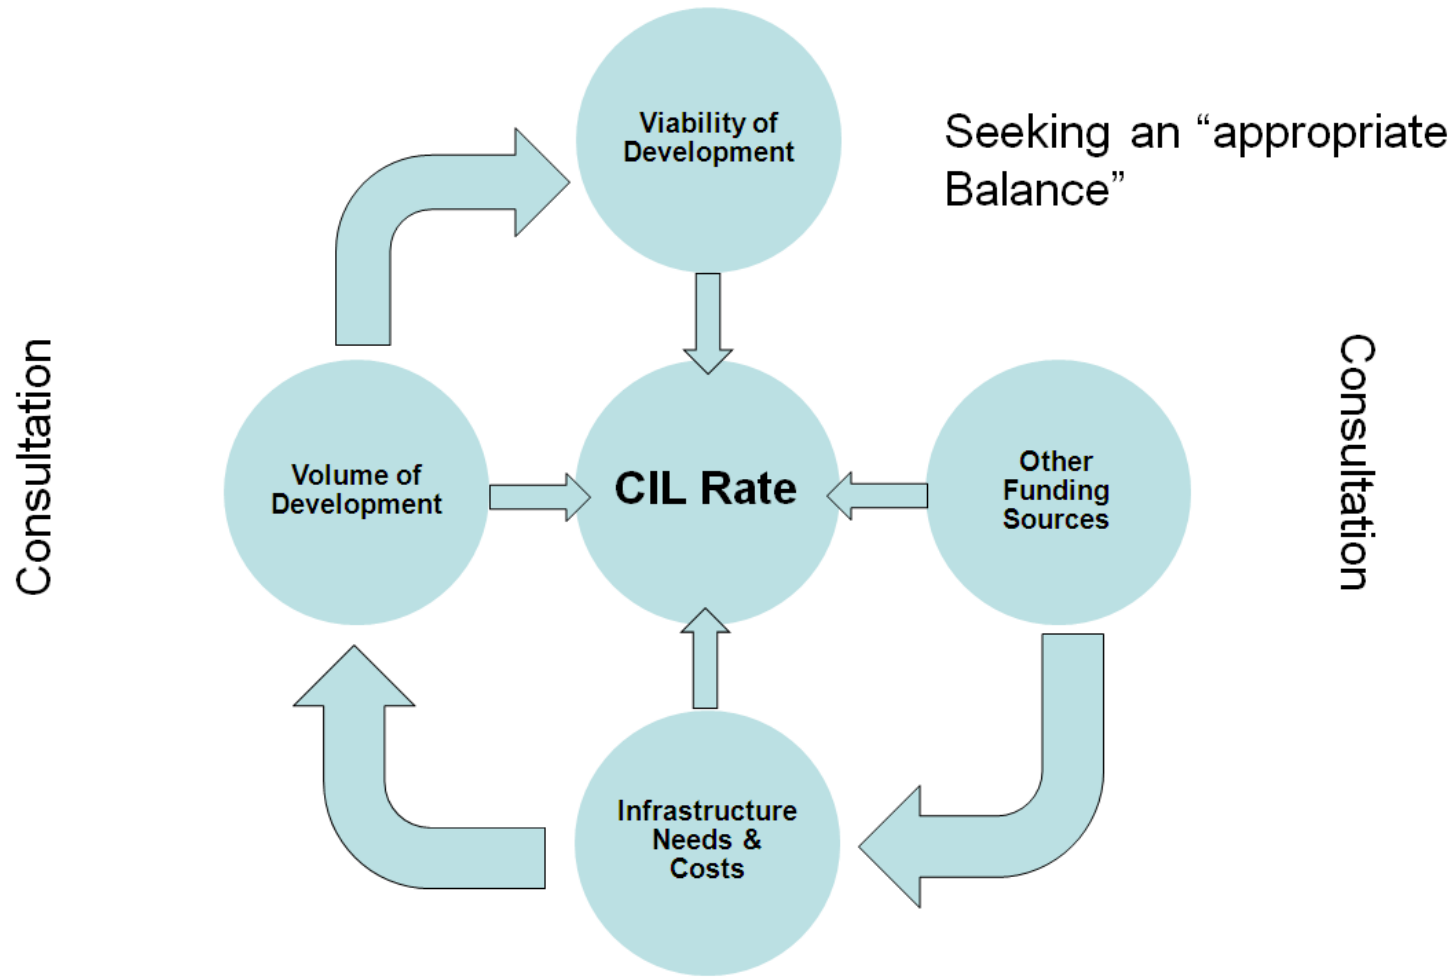 Viability of
Development
Seeking an “appropriate
Balance”
Consultation
Volume of
Development
CIL Rate
Other
Funding
Sources
Consultation
Infrastructure
Needs &
Costs